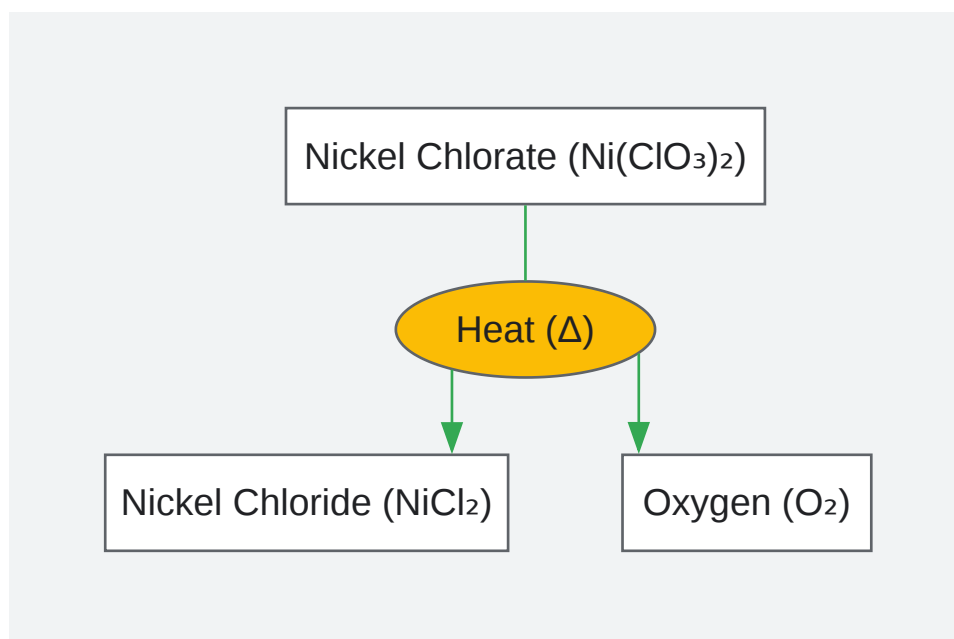 Nickel Chlorate (Ni(ClO₃)₂)
Heat (Δ)
Nickel Chloride (NiCl₂)
Oxygen (O₂)